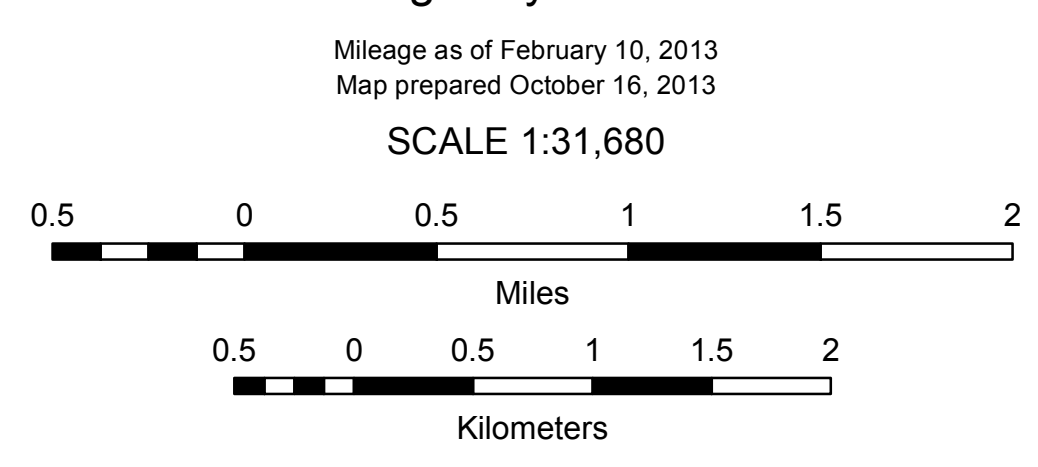 Mileage as of February 10, 2013
Map prepared October 16, 2013
SCALE 1:31,680
0.5 0 0.5 1 1.5 2
Miles
0.5 0 0.5 1 1.5 2
Kilometers